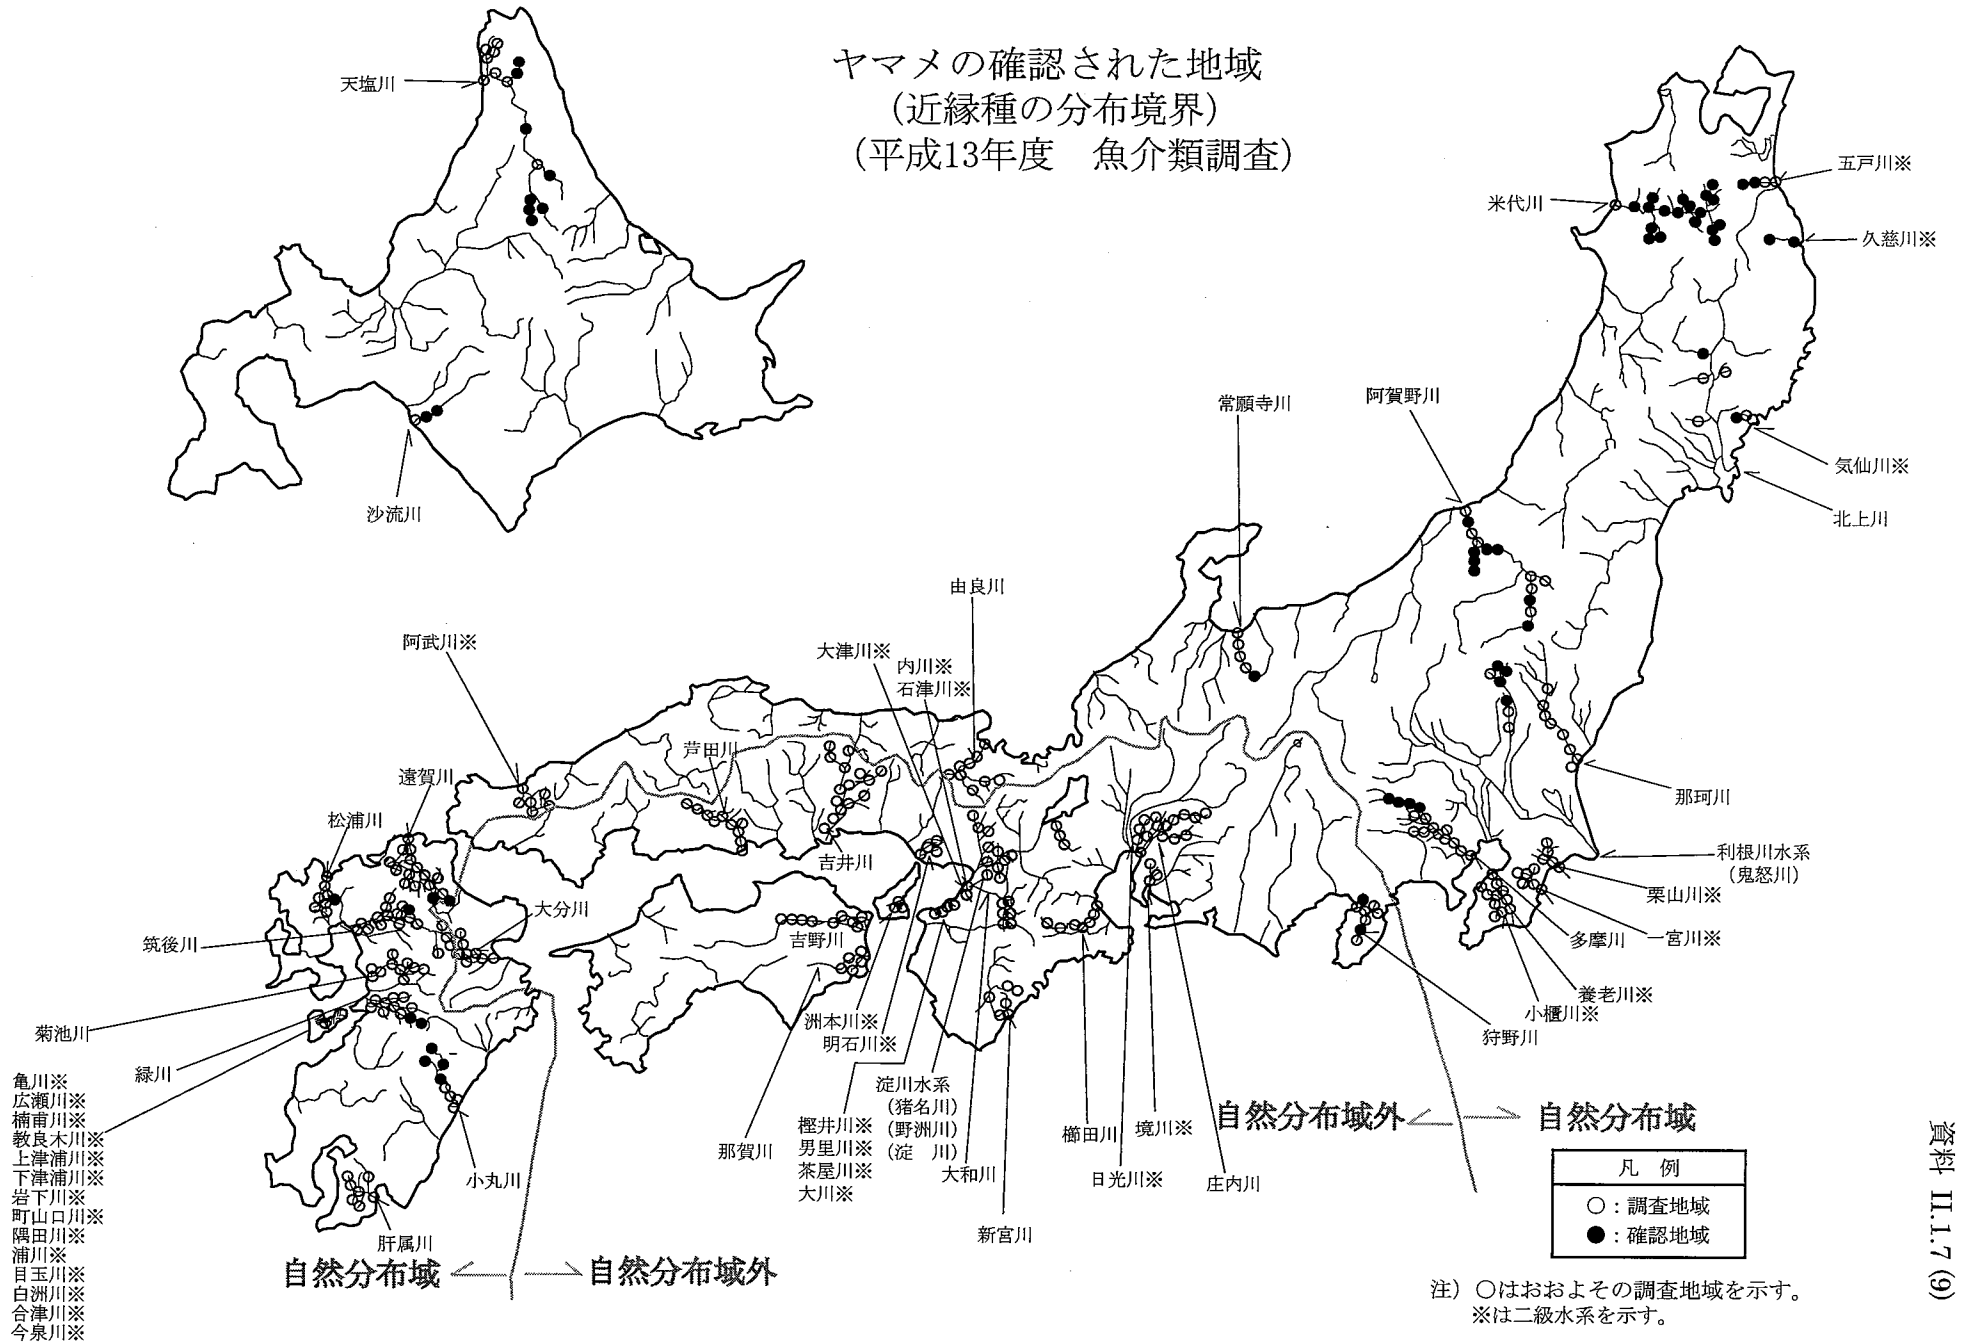 ヤマメの確認された地域
（近縁種の分布境界）
（平成13年度　魚介類調査）
天塩川
沙流川
五戸川※
米代川
久慈川※
気仙川※
北上川
阿賀野川
常願寺川
由良川
大津川※
内川※
石津川※
阿武川※
芦田川
遠賀川
松浦川
吉井川
大分川
筑後川
吉野川
菊池川
緑川
亀川※
広瀬川※
楠甫川※
教良木川※
上津浦川※
下津浦川※
岩下川※
町山口川※
隅田川※
浦川※
目玉川※
白洲川※
合津川※
今泉川※
小丸川
肝属川
那賀川
洲本川※
明石川※
樫井川※
男里川※
茶屋川※
大川※
淀川水系
（猪名川）
（野洲川）
（淀　川）
大和川
新宮川
櫛田川
日光川※
境川※
庄内川
狩野川
小櫃川※
養老川※
多摩川
一宮川※
栗山川※
利根川水系
（鬼怒川）
那珂川
自然分布域外
自然分布域
自然分布域
自然分布域外
凡　例
○：調査地域
●：確認地域
注）○はおおよその調査地域を示す。
※は二級水系を示す。
資料 II.1.7 (9)